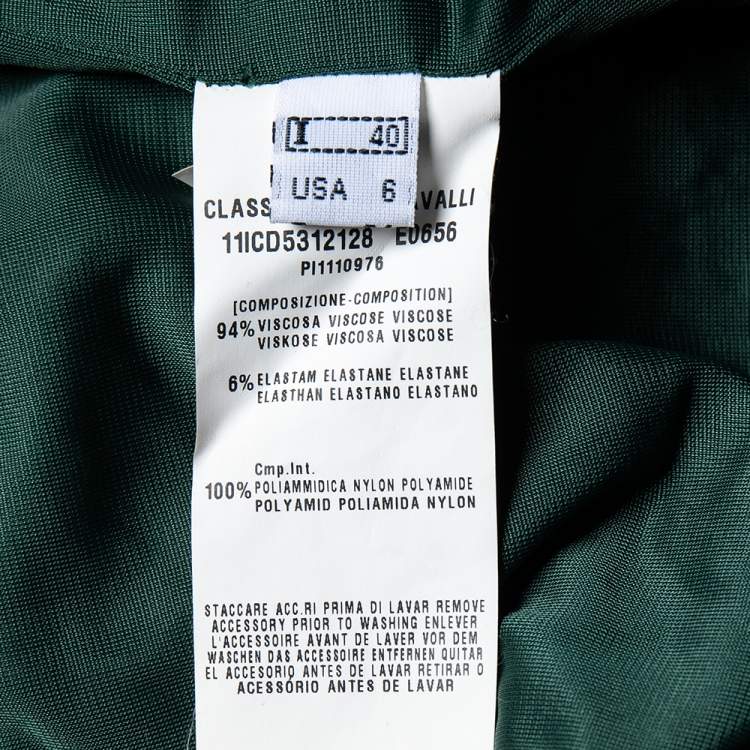 I 40
USA 6
CLASS AVALLI
11ICD5312128 E0656
PI1110976
[COMPOSIZIONE-COMPOSITION]
94% VISCOSA VISCOSE VISCOSE
VISKOSE VISCOSA VISCOSE
6% ELASTAM ELASTANE ELASTANE
ELASTHAN ELASTANO ELASTANO
Cmp.Int.
100% POLIAMMIDICA NYLON POLYAMIDE
POLYAMID POLIAMIDA NYLON
STACCARE ACC.RI PRIMA DI LAVAR REMOVE
ACCESSORY PRIOR TO WASHING ENLEVER
L'ACCESSOIRE AVANT DE LAVER VOR DEM
WASCHEN DAS ACCESSOIRE ENTFERNEN QUITAR
EL ACCESORIO ANTES DE LAVAR RETIRAR O
ACESSÓRIO ANTES DE LAVAR